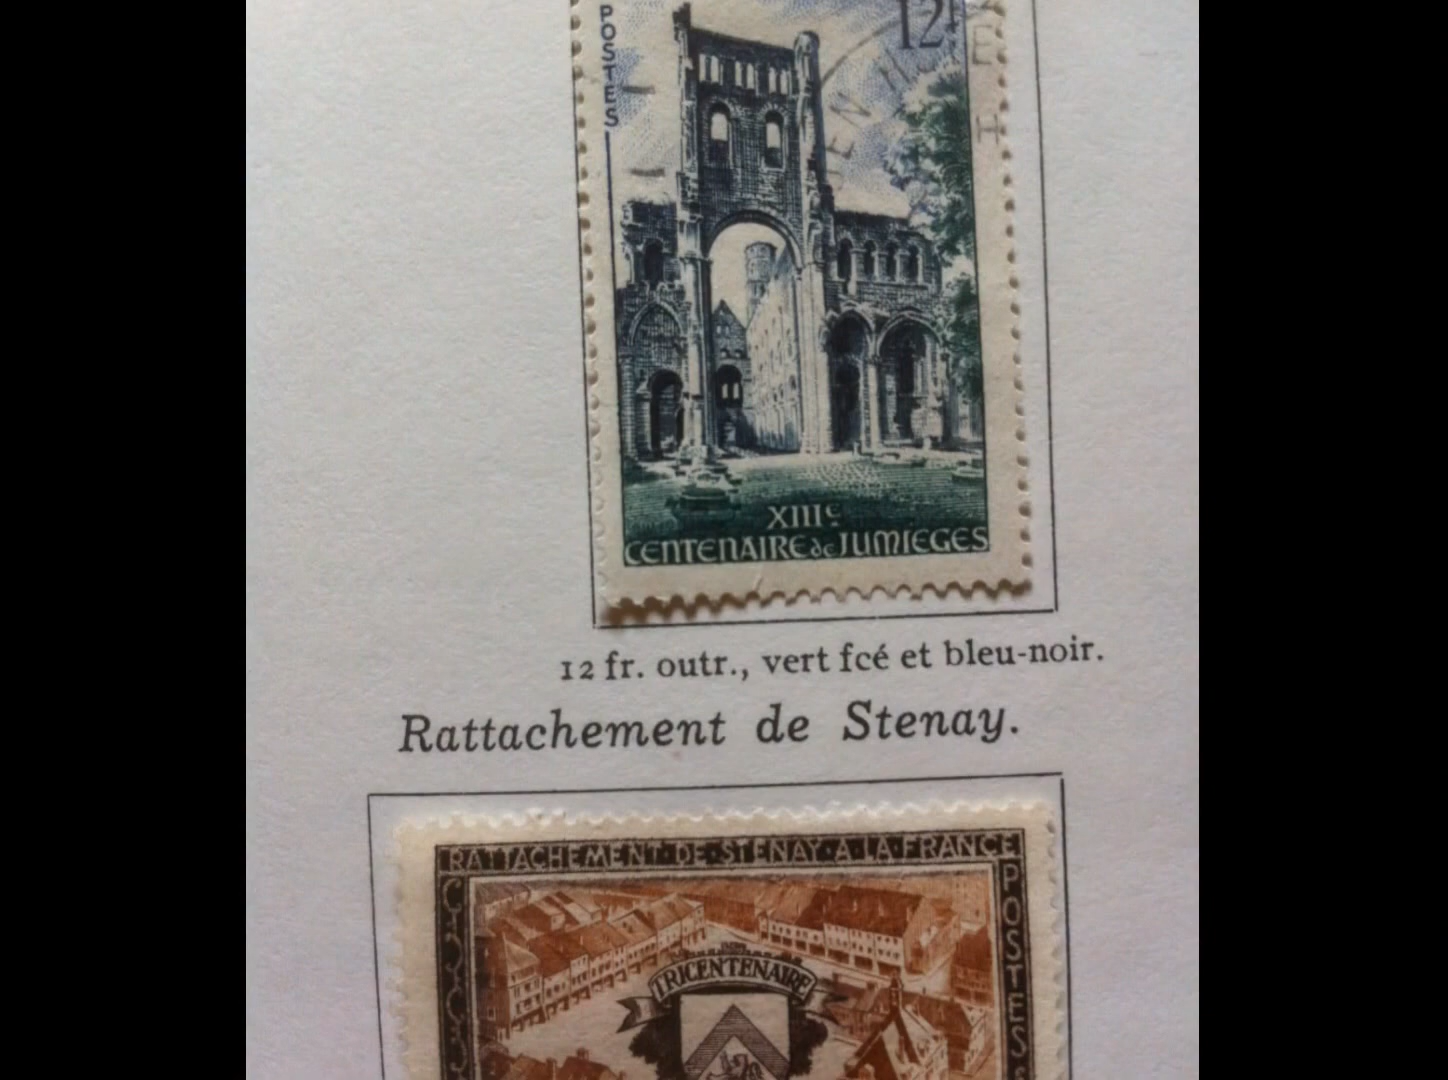 POSTES
12f
XIIIe
CENTENAIRE de JUMIEGES
12 fr. outr., vert fcé et bleu-noir.
Rattachement de Stenay.
RATTACHEMENT·DE·STENAY·A·LA·FRANCE
POSTES
TRICENTENAIRE